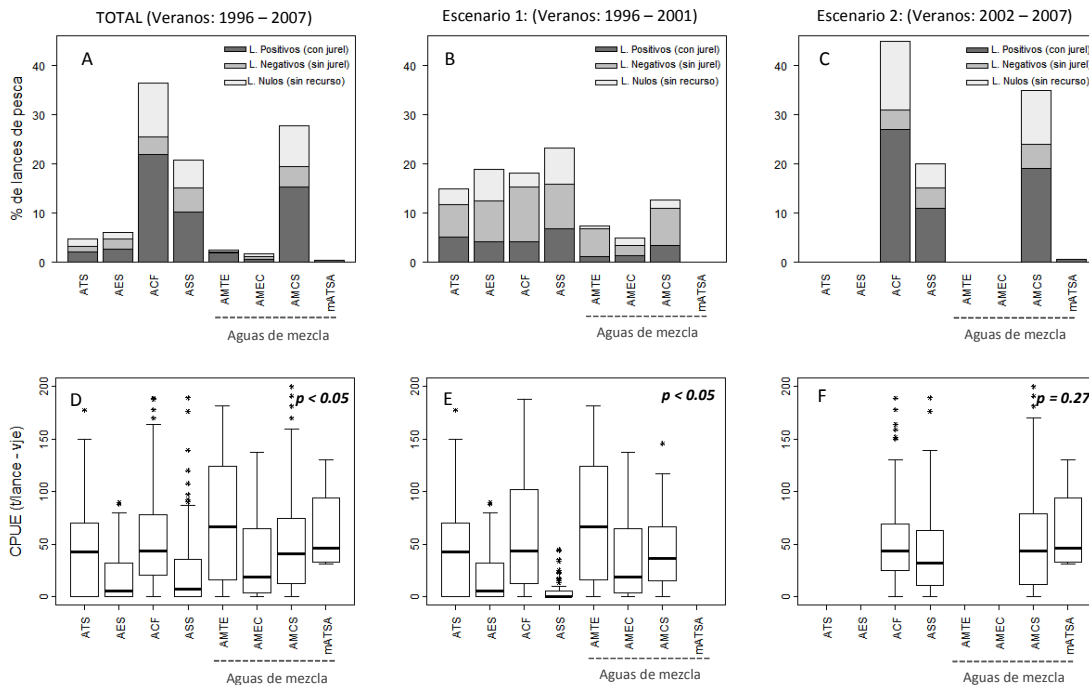 TOTAL (Veranos: 1996 – 2007)
Escenario 1: (Veranos: 1996 – 2001)
Escenario 2: (Veranos: 2002 – 2007)
% de lances de pesca
40
30
20
10
0
A
L. Positivos (con jurel)
L. Negativos (sin jurel)
L. Nulos (sin recurso)
ATS
AES
ACF
ASS
AMTE
AMEC
AMCS
mATSA
Aguas de mezcla
40
30
20
10
0
B
L. Positivos (con jurel)
L. Negativos (sin jurel)
L. Nulos (sin recurso)
ATS
AES
ACF
ASS
AMTE
AMEC
AMCS
mATSA
Aguas de mezcla
40
30
20
10
0
C
L. Positivos (con jurel)
L. Negativos (sin jurel)
L. Nulos (sin recurso)
ATS
AES
ACF
ASS
AMTE
AMEC
AMCS
mATSA
Aguas de mezcla
CPUE (t/lance - vje)
200
150
100
50
0
D
p < 0.05
ATS
AES
ACF
ASS
AMTE
AMEC
AMCS
mATSA
Aguas de mezcla
200
150
100
50
0
E
p < 0.05
ATS
AES
ACF
ASS
AMTE
AMEC
AMCS
mATSA
Aguas de mezcla
200
150
100
50
0
F
p = 0.27
ATS
AES
ACF
ASS
AMTE
AMEC
AMCS
mATSA
Aguas de mezcla